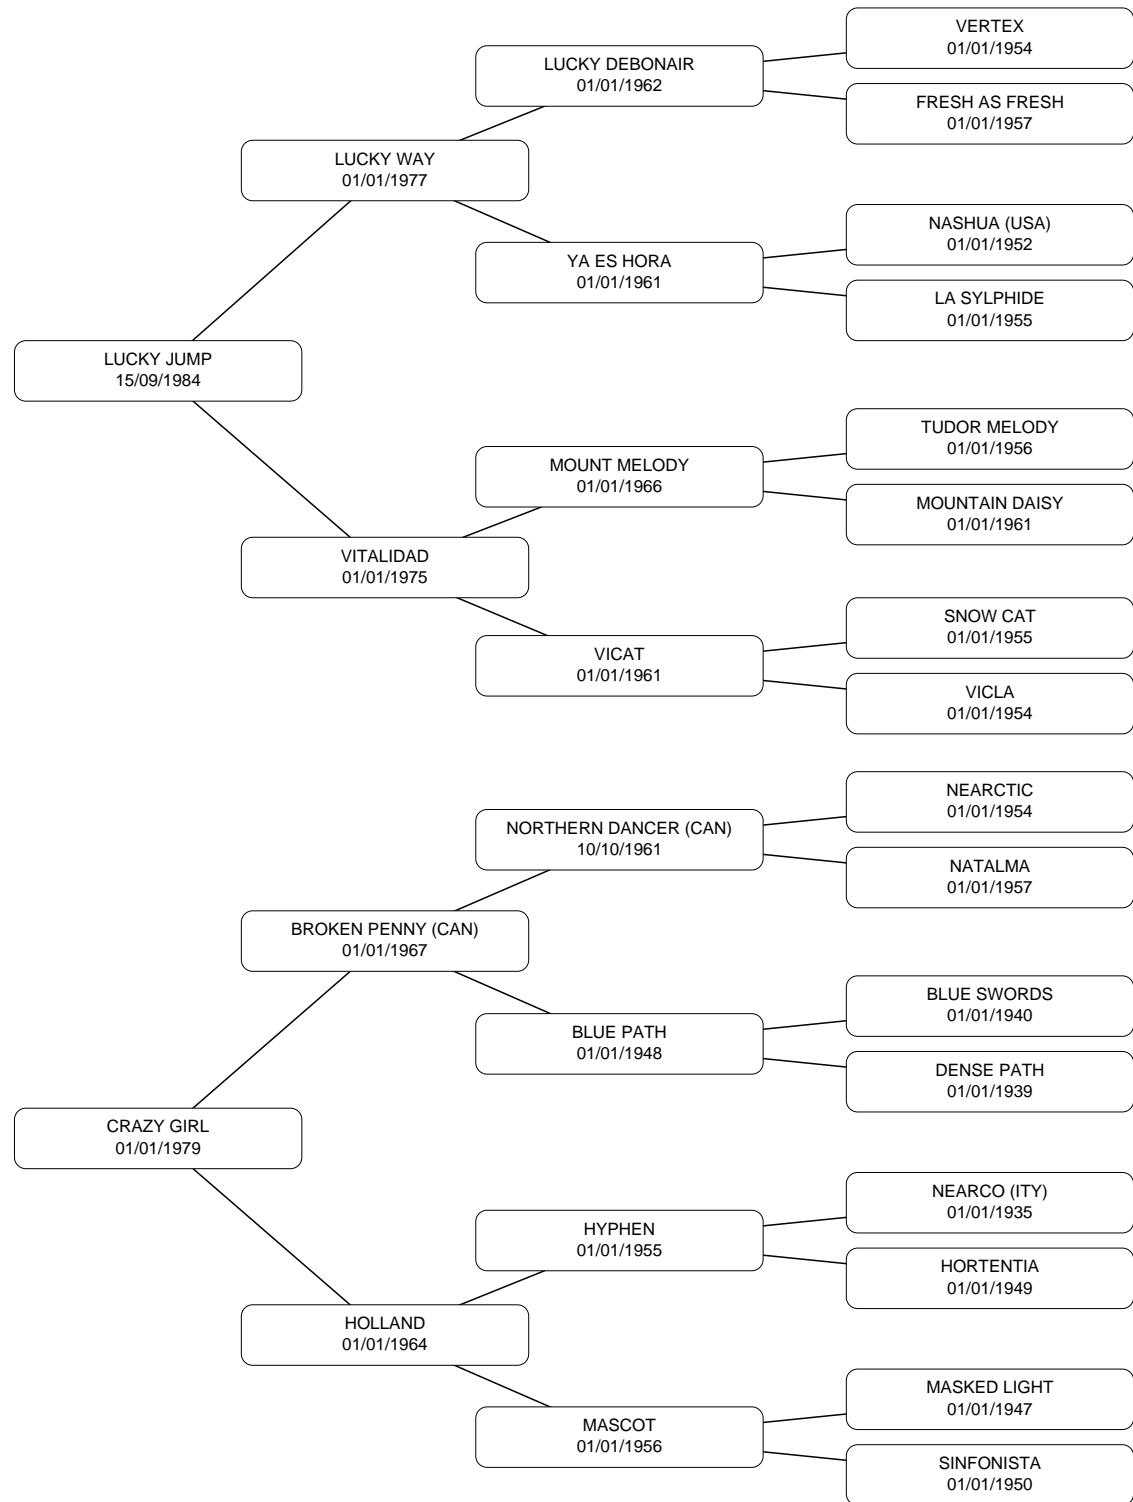 VERTEX
01/01/1954
LUCKY DEBONAIR
01/01/1962
FRESH AS FRESH
01/01/1957
LUCKY WAY
01/01/1977
NASHUA (USA)
01/01/1952
YA ES HORA
01/01/1961
LA SYLPHIDE
01/01/1955
LUCKY JUMP
15/09/1984
TUDOR MELODY
01/01/1956
MOUNT MELODY
01/01/1966
MOUNTAIN DAISY
01/01/1961
VITALIDAD
01/01/1975
SNOW CAT
01/01/1955
VICAT
01/01/1961
VICLA
01/01/1954
NEARCTIC
01/01/1954
NORTHERN DANCER (CAN)
10/10/1961
NATALMA
01/01/1957
BROKEN PENNY (CAN)
01/01/1967
BLUE SWORDS
01/01/1940
BLUE PATH
01/01/1948
DENSE PATH
01/01/1939
CRAZY GIRL
01/01/1979
NEARCO (ITY)
01/01/1935
HYPHEN
01/01/1955
HORTENTIA
01/01/1949
HOLLAND
01/01/1964
MASKED LIGHT
01/01/1947
MASCOT
01/01/1956
SINFONISTA
01/01/1950